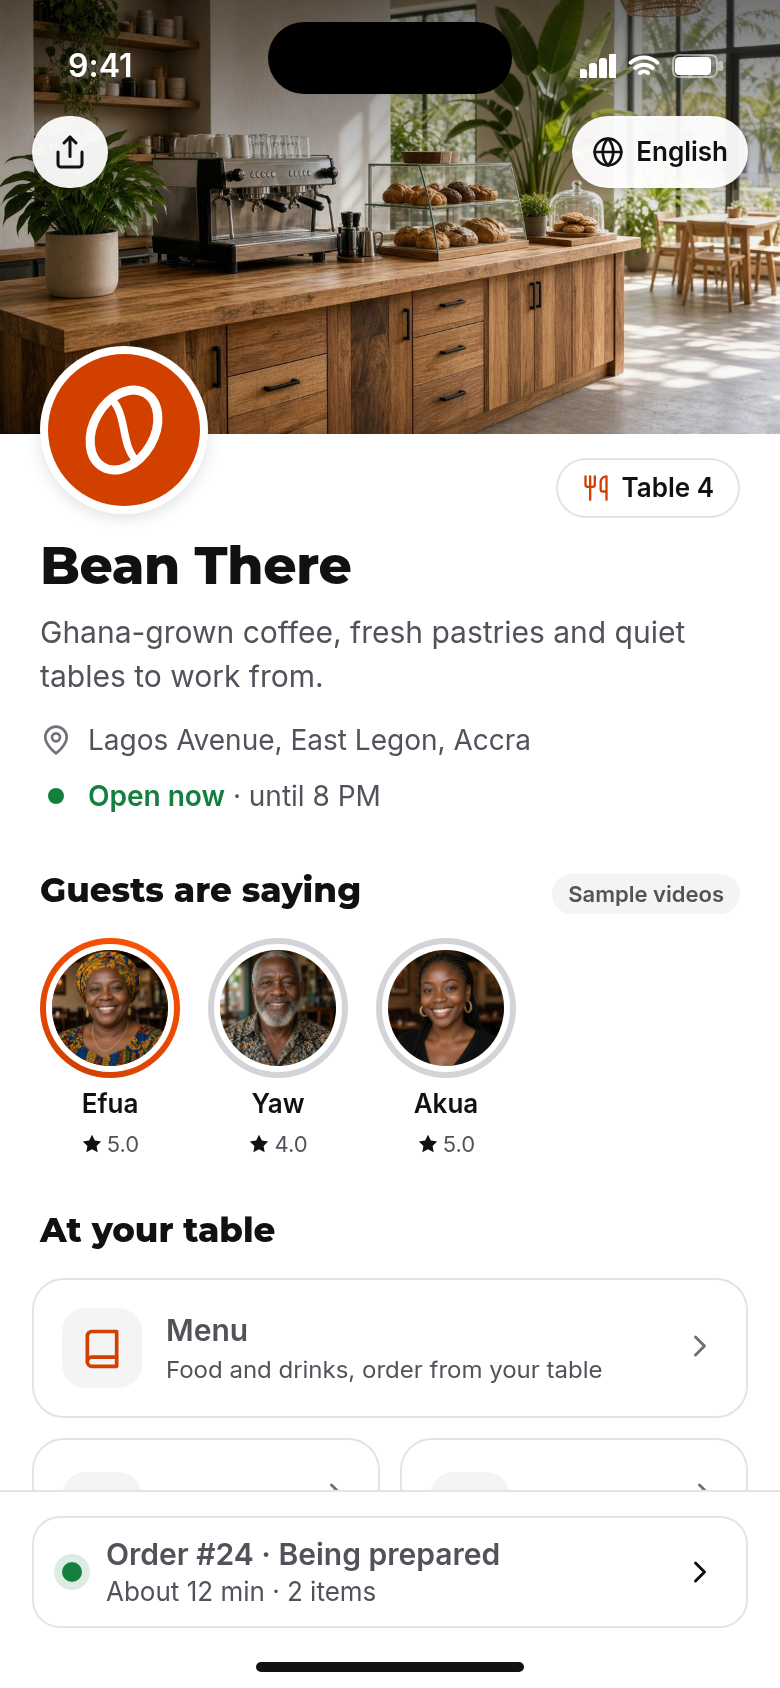 9:41
English
Table 4
Bean There
Ghana-grown coffee, fresh pastries and quiet
tables to work from.
Lagos Avenue, East Legon, Accra
Open now · until 8 PM
Guests are saying
Sample videos
Efua
Yaw
Akua
★ 5.0
★ 4.0
★ 5.0
At your table
Menu
Food and drinks, order from your table
Order #24 · Being prepared
About 12 min · 2 items